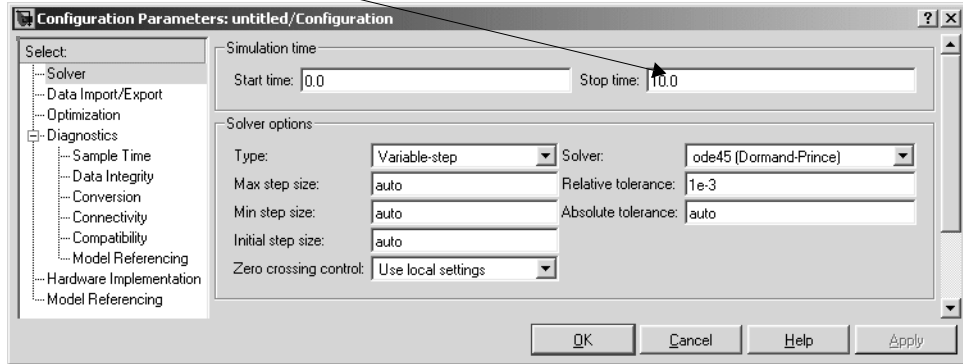 Configuration Parameters: untitled/Configuration
Select:
Solver
Data Import/Export
Optimization
Diagnostics
Sample Time
Data Integrity
Conversion
Connectivity
Compatibility
Model Referencing
Hardware Implementation
Model Referencing
Simulation time
Start time: 0.0 Stop time: 10.0
Solver options
Type: Variable-step Solver: ode45 (Dormand-Prince)
Max step size: auto Relative tolerance: 1e-3
Min step size: auto Absolute tolerance: auto
Initial step size: auto
Zero crossing control: Use local settings
OK Cancel Help Apply